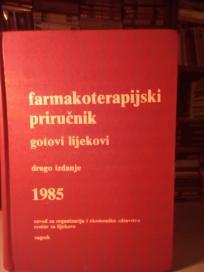 farmakoterapijski
priručnik
gotovi lijekovi
drugo izdanje
1985
zavod za organizaciju i ekonomiku zdravstva
centar za lijekove
zagreb